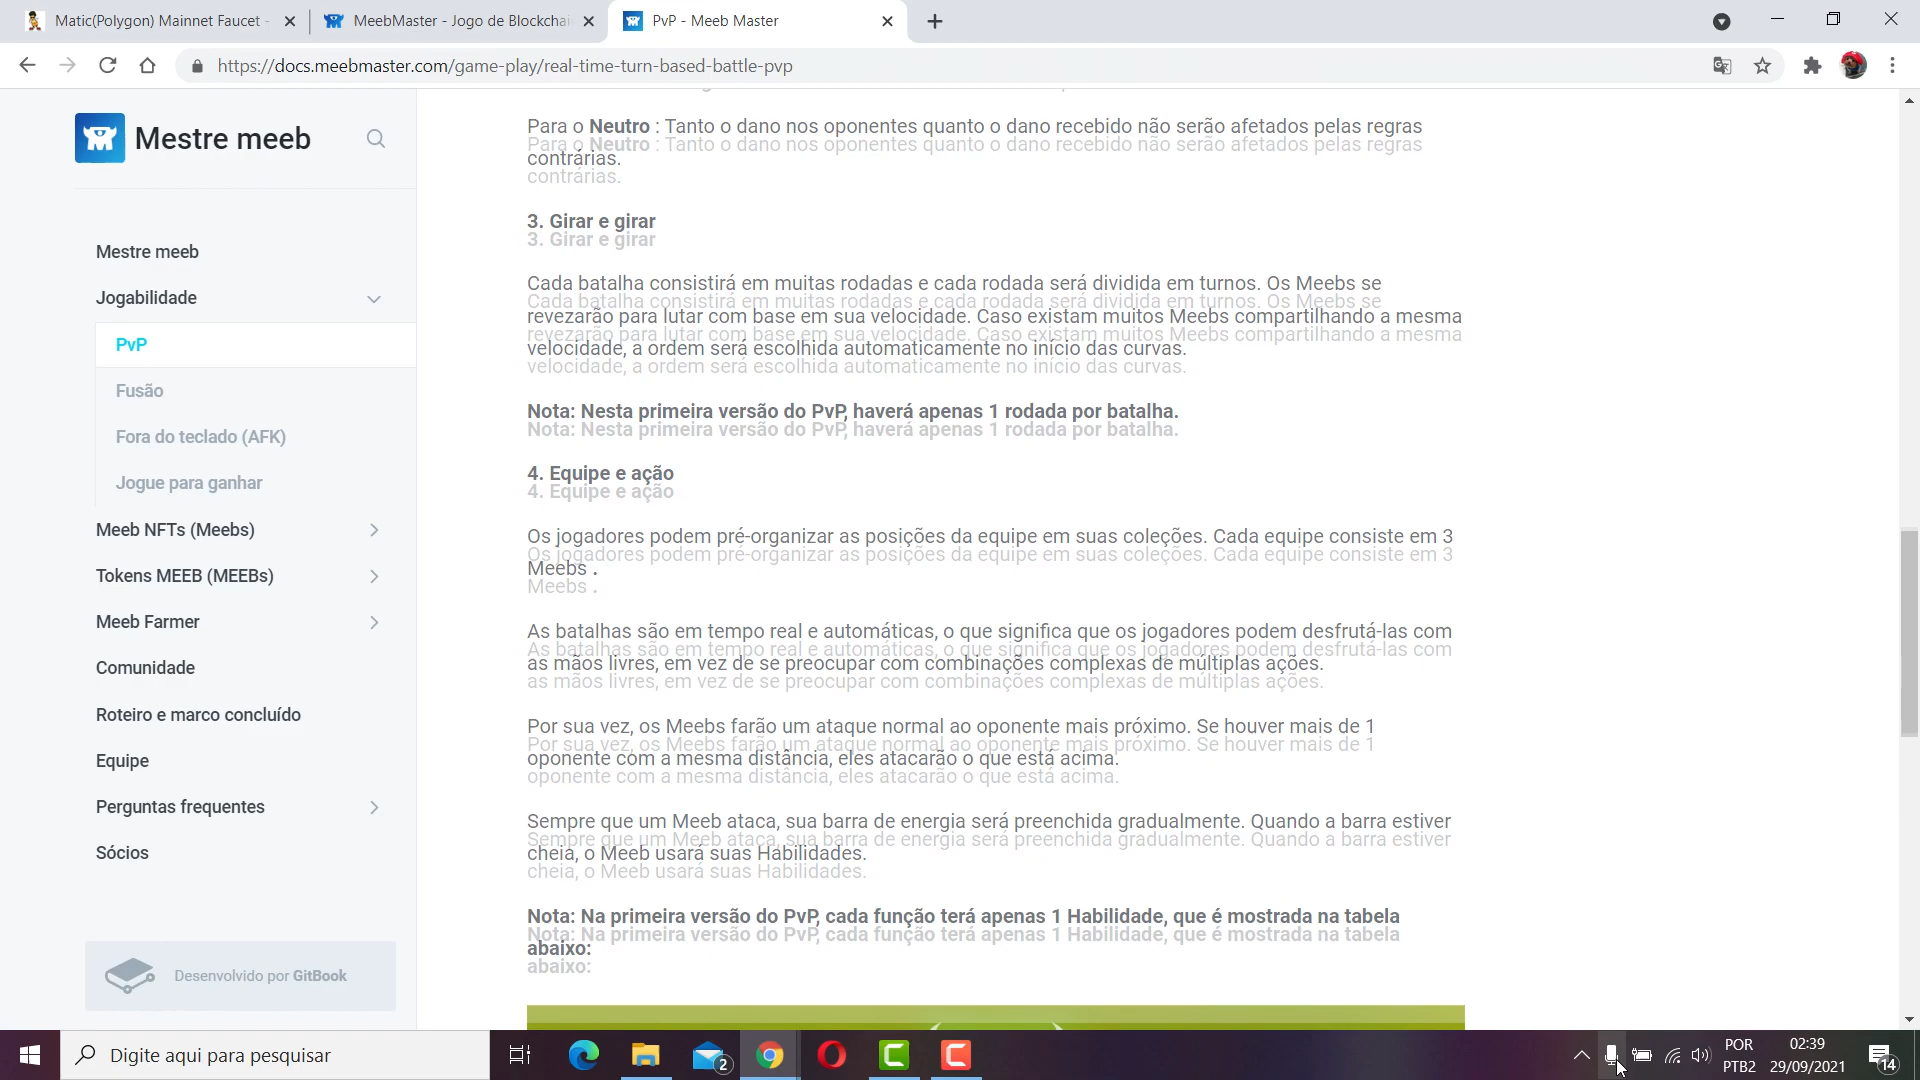 Matic(Polygon) Mainnet Faucet -
MeebMaster - Jogo de Blockchai
PvP - Meeb Master
https://docs.meebmaster.com/game-play/real-time-turn-based-battle-pvp
Mestre meeb
Mestre meeb
Jogabilidade
PvP
Fusão
Fora do teclado (AFK)
Jogue para ganhar
Meeb NFTs (Meebs)
Tokens MEEB (MEEBs)
Meeb Farmer
Comunidade
Roteiro e marco concluído
Equipe
Perguntas frequentes
Sócios
Desenvolvido por GitBook
Para o Neutro : Tanto o dano nos oponentes quanto o dano recebido não serão afetados pelas regras
contrárias.
3. Girar e girar
Cada batalha consistirá em muitas rodadas e cada rodada será dividida em turnos. Os Meebs se
revezarão para lutar com base em sua velocidade. Caso existam muitos Meebs compartilhando a mesma
velocidade, a ordem será escolhida automaticamente no início das curvas.
Nota: Nesta primeira versão do PvP, haverá apenas 1 rodada por batalha.
4. Equipe e ação
Os jogadores podem pré-organizar as posições da equipe em suas coleções. Cada equipe consiste em 3
Meebs .
As batalhas são em tempo real e automáticas, o que significa que os jogadores podem desfrutá-las com
as mãos livres, em vez de se preocupar com combinações complexas de múltiplas ações.
Por sua vez, os Meebs farão um ataque normal ao oponente mais próximo. Se houver mais de 1
oponente com a mesma distância, eles atacarão o que está acima.
Sempre que um Meeb ataca, sua barra de energia será preenchida gradualmente. Quando a barra estiver
cheia, o Meeb usará suas Habilidades.
Nota: Na primeira versão do PvP, cada função terá apenas 1 Habilidade, que é mostrada na tabela
abaixo:
Digite aqui para pesquisar
2
POR
PTB2
02:39
29/09/2021
14